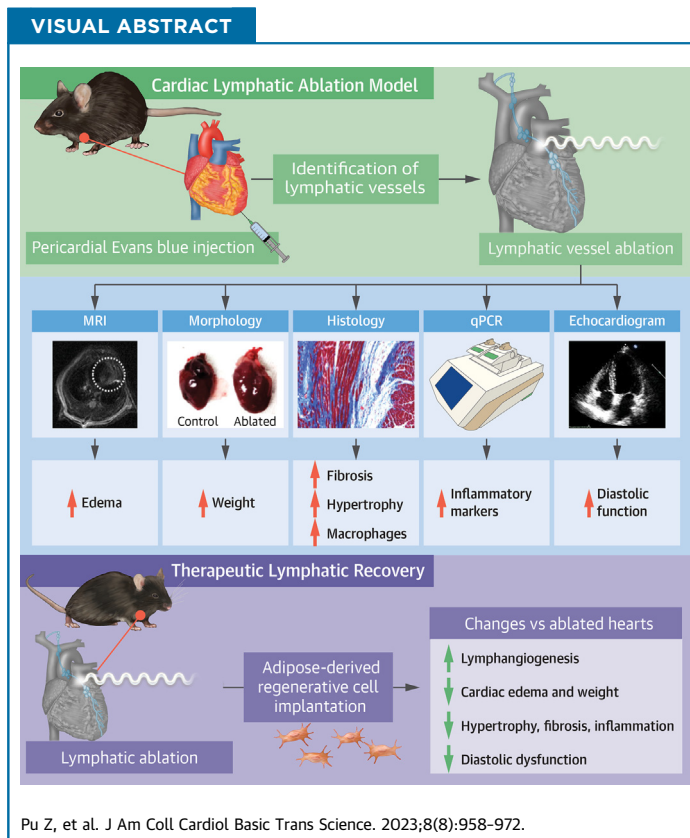 VISUAL ABSTRACT
Cardiac Lymphatic Ablation Model
Identification of
lymphatic vessels
Pericardial Evans blue injection
Lymphatic vessel ablation
MRI
Morphology
Histology
qPCR
Echocardiogram
Control
Ablated
Edema
Weight
Fibrosis
Hypertrophy
Macrophages
Inflammatory
markers
Diastolic
function
Therapeutic Lymphatic Recovery
Lymphatic ablation
Adipose-derived
regenerative cell
implantation
Changes vs ablated hearts
Lymphangiogenesis
Cardiac edema and weight
Hypertrophy, fibrosis, inflammation
Diastolic dysfunction
Pu Z, et al. J Am Coll Cardiol Basic Trans Science. 2023;8(8):958–972.